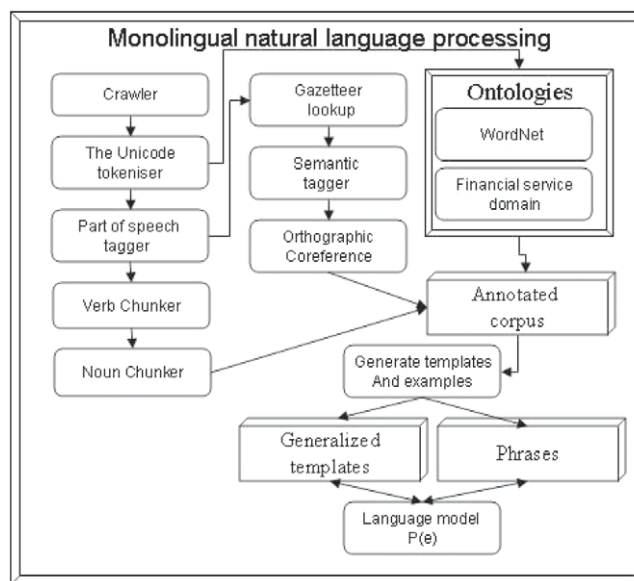 Monolingual natural language processing
Crawler
The Unicode
tokeniser
Part of speech
tagger
Verb Chunker
Noun Chunker
Gazetteer
lookup
Semantic
tagger
Orthographic
Coreference
Ontologies
WordNet
Financial service
domain
Annotated
corpus
Generate templates
And examples
Generalized
templates
Phrases
Language model
P(e)